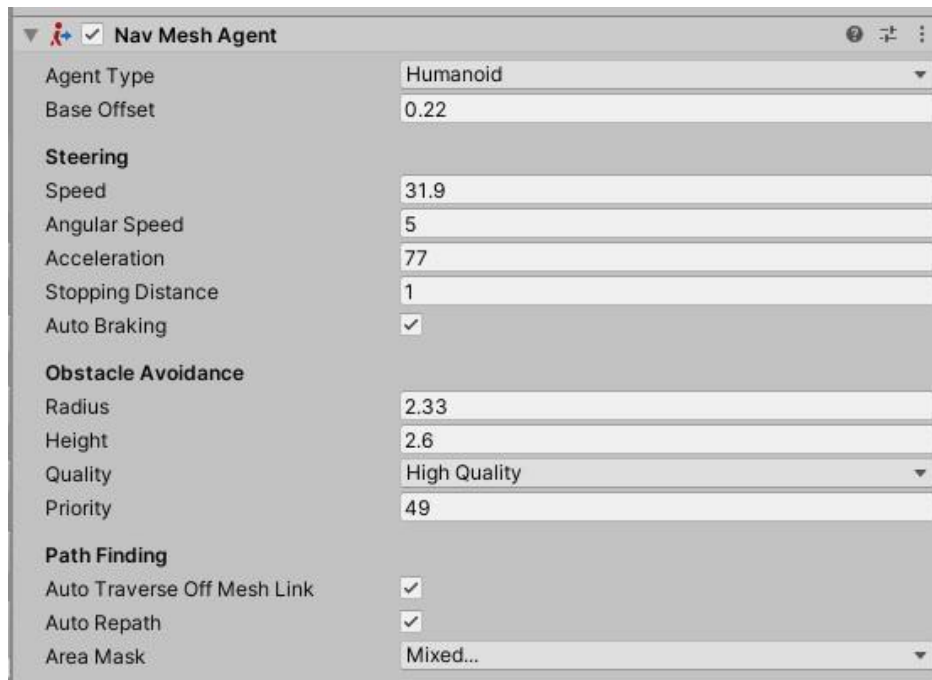 Nav Mesh Agent
Agent Type Humanoid
Base Offset 0.22
Steering
Speed 31.9
Angular Speed 5
Acceleration 77
Stopping Distance 1
Auto Braking
Obstacle Avoidance
Radius 2.33
Height 2.6
Quality High Quality
Priority 49
Path Finding
Auto Traverse Off Mesh Link
Auto Repath
Area Mask Mixed...